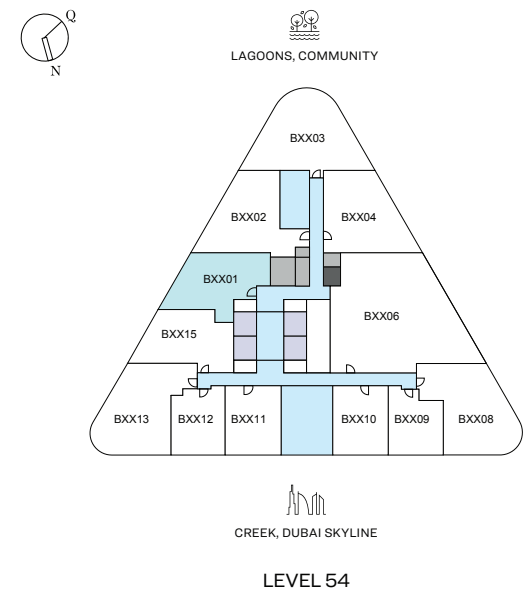 Q
N
LAGOONS, COMMUNITY
BXX03
BXX02
BXX04
BXX01
BXX06
BXX15
BXX13
BXX12
BXX11
BXX10
BXX09
BXX08
CREEK, DUBAI SKYLINE
LEVEL 54